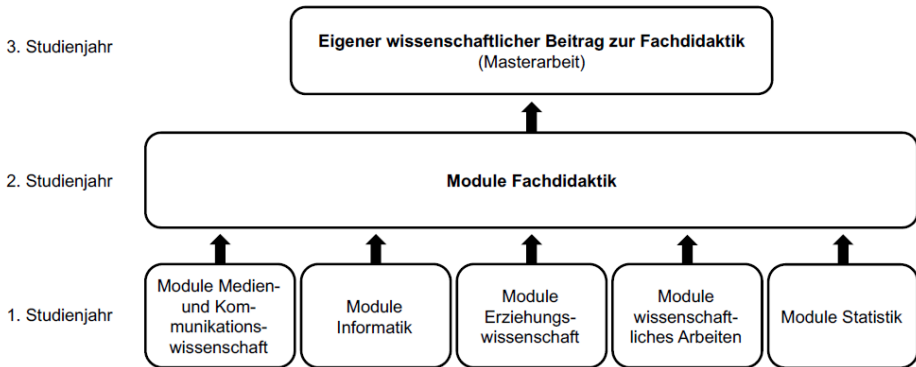 3. Studienjahr
Eigener wissenschaftlicher Beitrag zur Fachdidaktik
(Masterarbeit)
2. Studienjahr
Module Fachdidaktik
1. Studienjahr
Module Medien-
und Kom-
munikations-
wissenschaft
Module
Informatik
Module
Erziehungs-
wissenschaft
Module
wissenschaft-
liches Arbeiten
Module Statistik